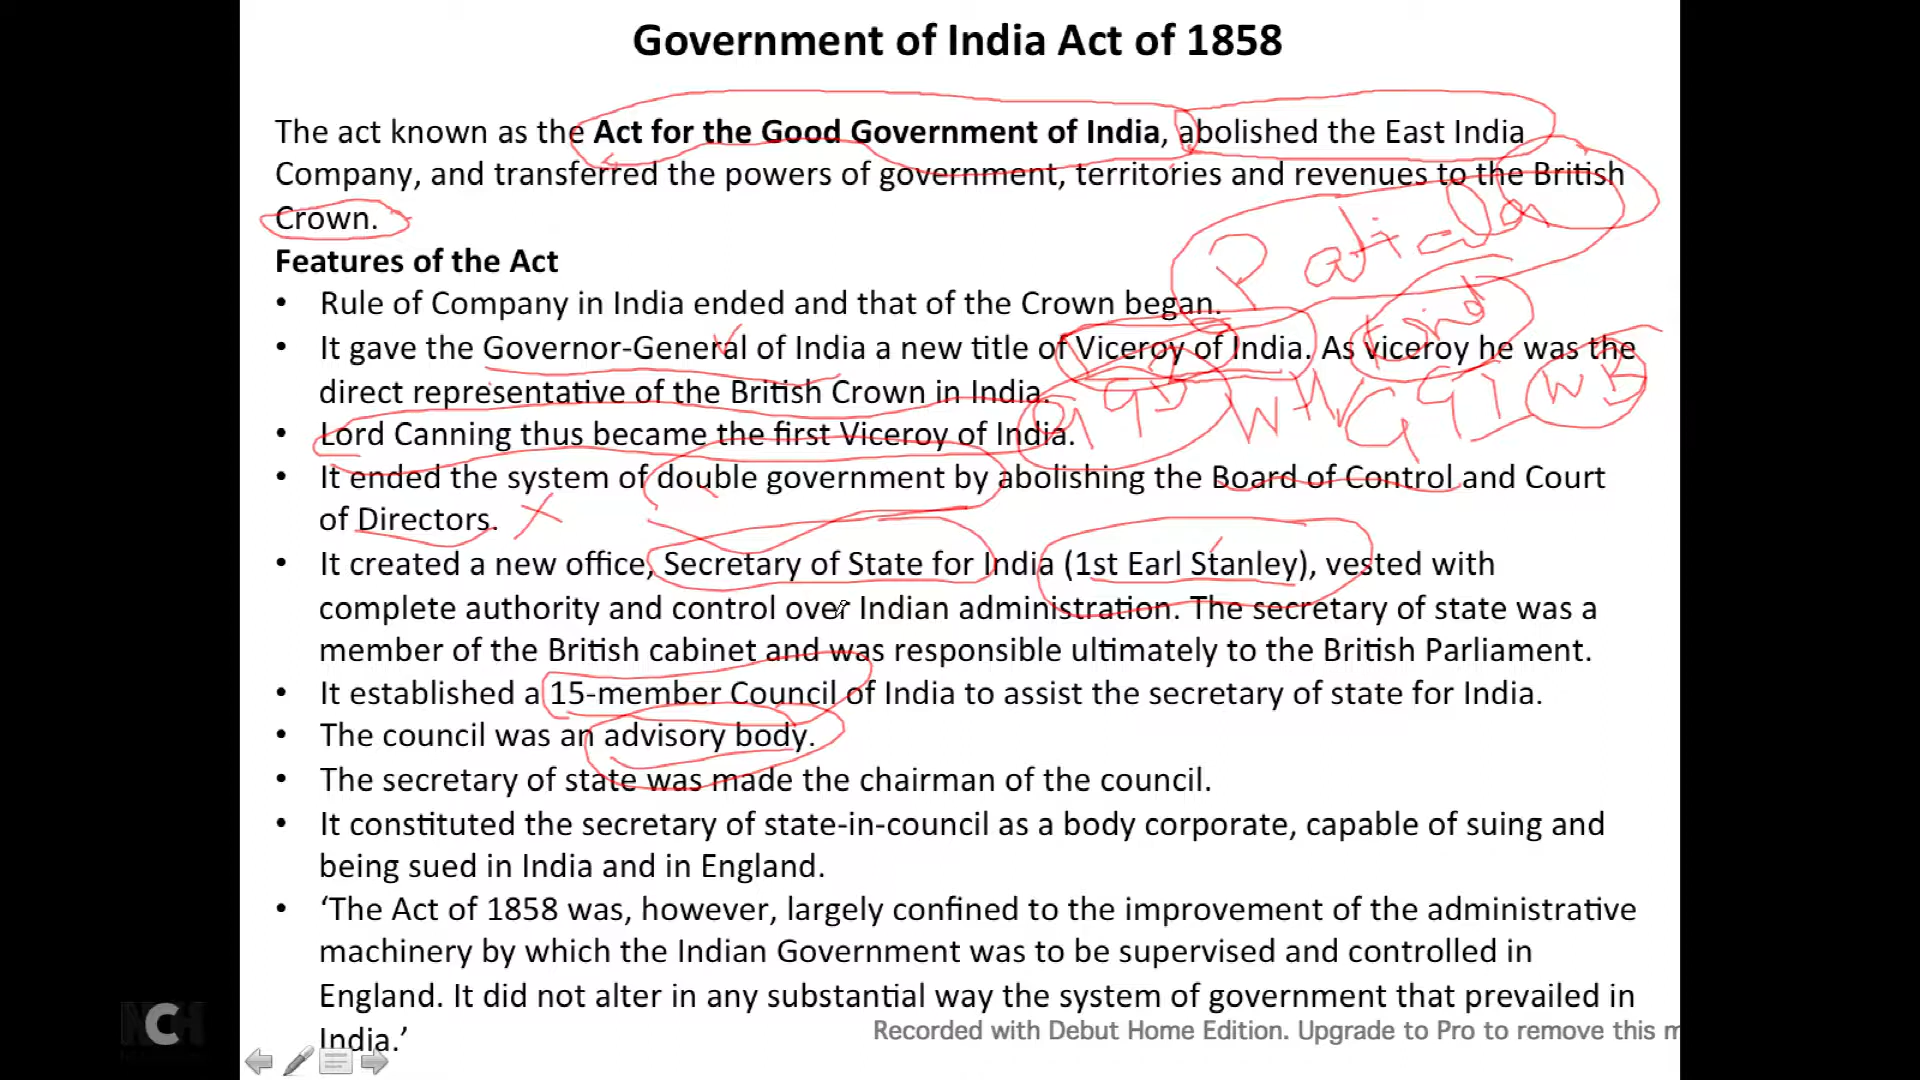 Government of India Act of 1858
The act known as the Act for the Good Government of India, abolished the East India
Company, and transferred the powers of government, territories and revenues to the British
Crown.
Patiala
Features of the Act
• Rule of Company in India ended and that of the Crown began.
• It gave the Governor-General of India a new title of Viceroy of India. As viceroy he was the
direct representative of the British Crown in India.
WB
• Lord Canning thus became the first Viceroy of India.
• It ended the system of double government by abolishing the Board of Control and Court
of Directors.
• It created a new office, Secretary of State for India (1st Earl Stanley), vested with
complete authority and control over Indian administration. The secretary of state was a
member of the British cabinet and was responsible ultimately to the British Parliament.
• It established a 15-member Council of India to assist the secretary of state for India.
• The council was an advisory body.
• The secretary of state was made the chairman of the council.
• It constituted the secretary of state-in-council as a body corporate, capable of suing and
being sued in India and in England.
• ‘The Act of 1858 was, however, largely confined to the improvement of the administrative
machinery by which the Indian Government was to be supervised and controlled in
England. It did not alter in any substantial way the system of government that prevailed in
India.’
NCH
Recorded with Debut Home Edition. Upgrade to Pro to remove this m